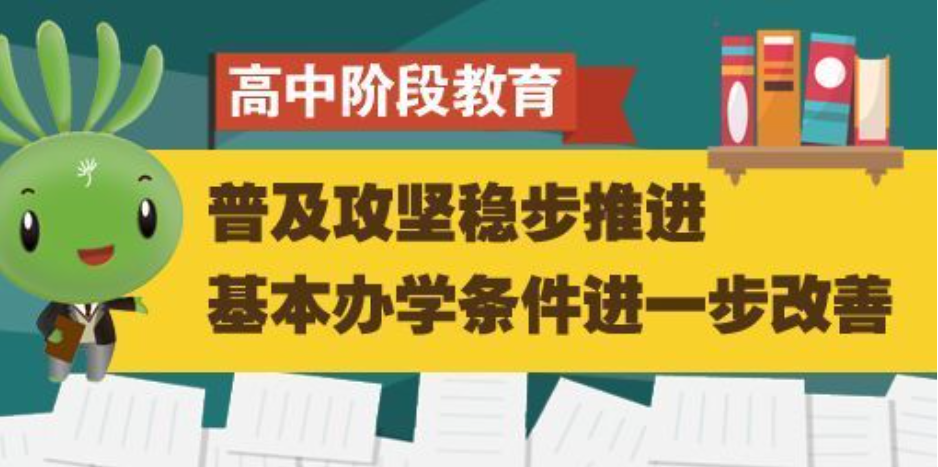 高中阶段教育
普及攻坚稳步推进
基本办学条件进一步改善